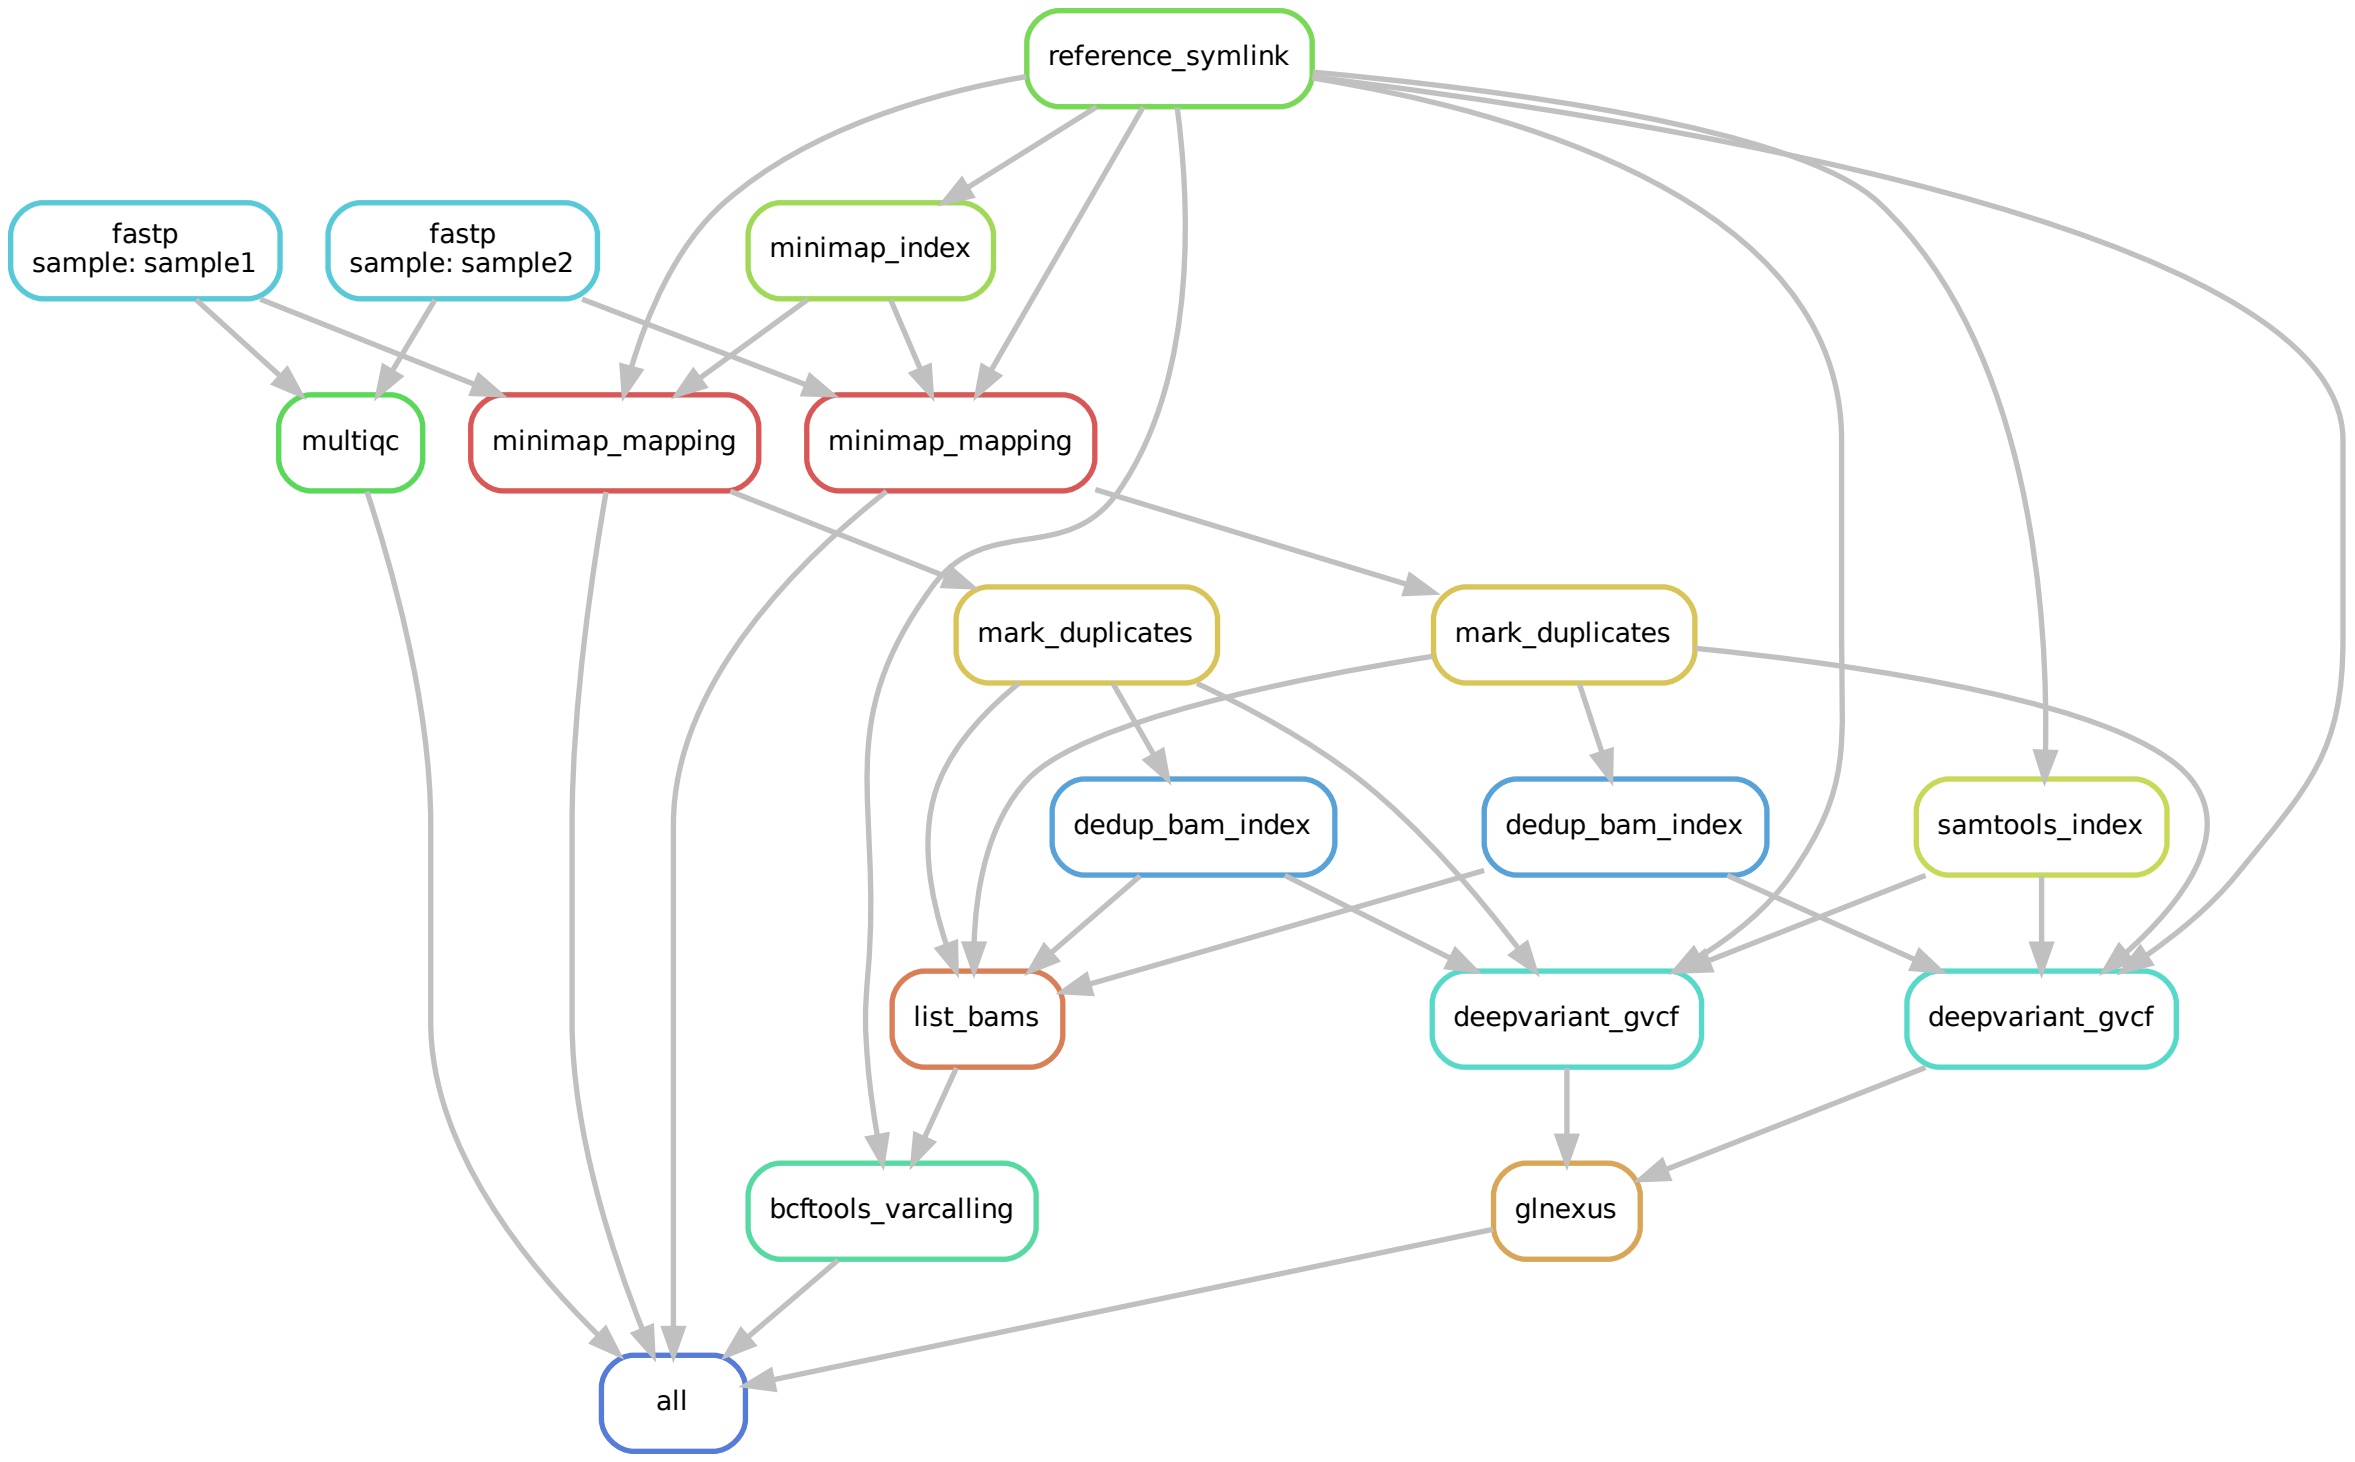 reference_symlink
fastp
sample: sample1
fastp
sample: sample2
minimap_index
multiqc
minimap_mapping
minimap_mapping
mark_duplicates
mark_duplicates
dedup_bam_index
dedup_bam_index
samtools_index
list_bams
deepvariant_gvcf
deepvariant_gvcf
bcftools_varcalling
glnexus
all